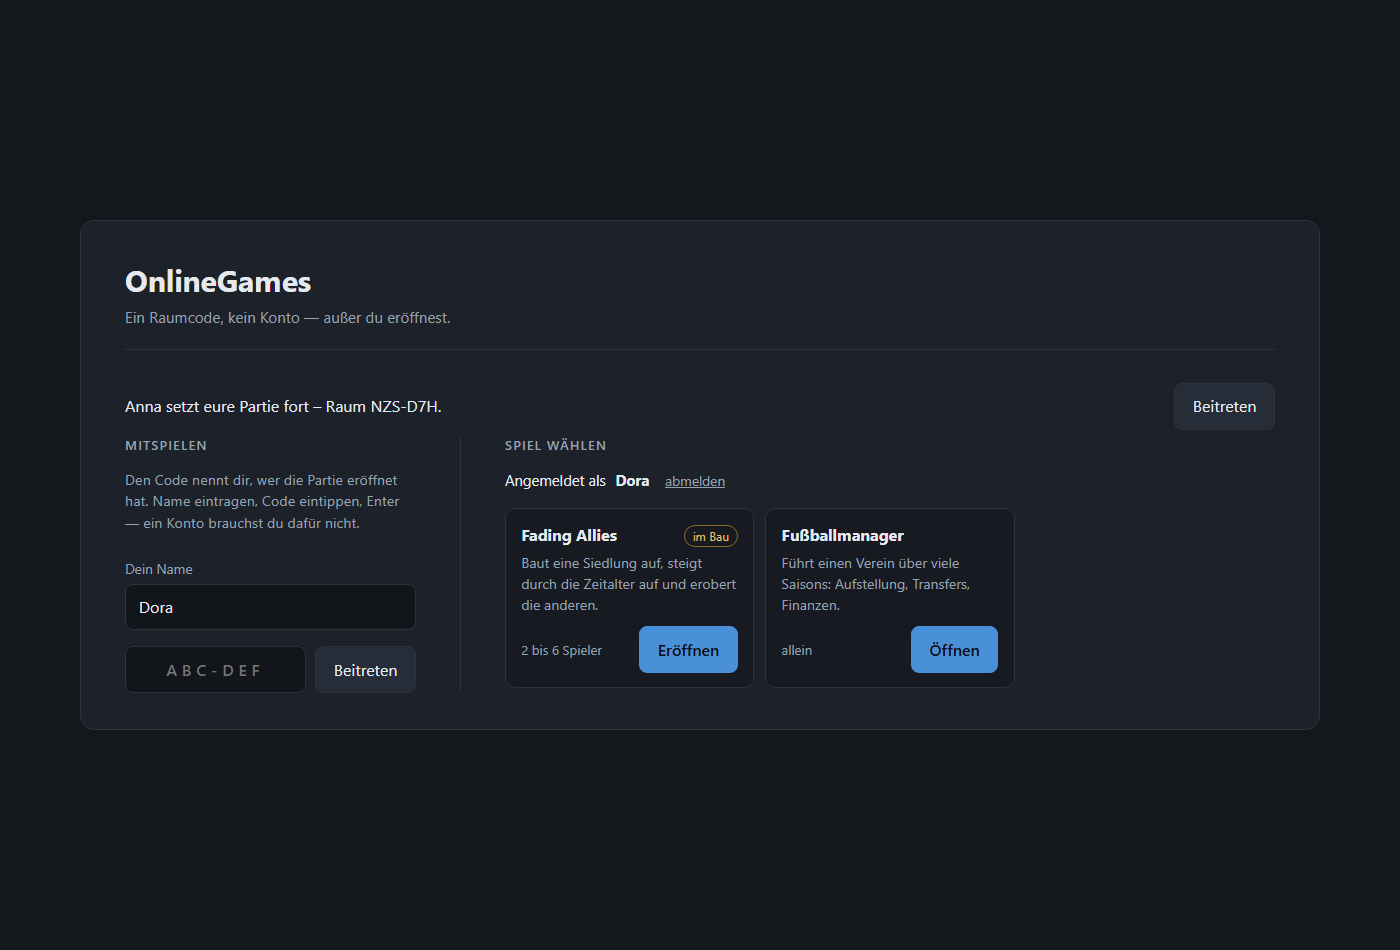 OnlineGames
Ein Raumcode, kein Konto — außer du eröffnest.
Anna setzt eure Partie fort – Raum NZS-D7H.
Beitreten
MITSPIELEN
Den Code nennt dir, wer die Partie eröffnet
hat. Name eintragen, Code eintippen, Enter
— ein Konto brauchst du dafür nicht.
Dein Name
Dora
ABC-DEF
Beitreten
SPIEL WÄHLEN
Angemeldet als Dora abmelden
Fading Allies
im Bau
Baut eine Siedlung auf, steigt
durch die Zeitalter auf und erobert
die anderen.
2 bis 6 Spieler
Eröffnen
Fußballmanager
Führt einen Verein über viele
Saisons: Aufstellung, Transfers,
Finanzen.
allein
Öffnen